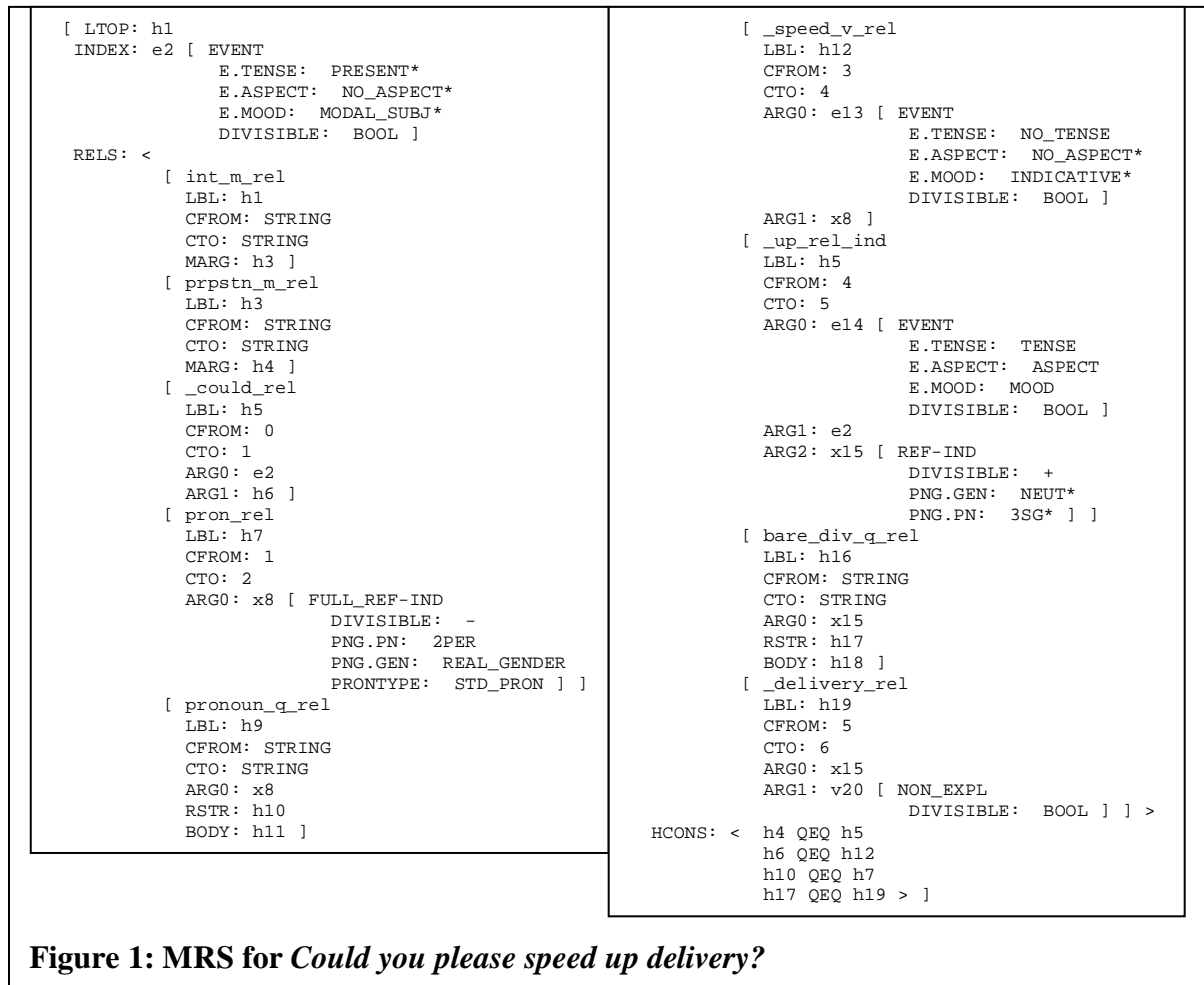 [ LTOP: h1
INDEX: e2 [ EVENT
E.TENSE: PRESENT*
E.ASPECT: NO_ASPECT*
E.MOOD: MODAL_SUBJ*
DIVISIBLE: BOOL ]
RELS: <
[ int_m_rel
LBL: h1
CFROM: STRING
CTO: STRING
MARG: h3 ]
[ prpstn_m_rel
LBL: h3
CFROM: STRING
CTO: STRING
MARG: h4 ]
[ _could_rel
LBL: h5
CFROM: 0
CTO: 1
ARG0: e2
ARG1: h6 ]
[ pron_rel
LBL: h7
CFROM: 1
CTO: 2
ARG0: x8 [ FULL_REF-IND
DIVISIBLE: -
PNG.PN: 2PER
PNG.GEN: REAL_GENDER
PRONTYPE: STD_PRON ] ]
[ pronoun_q_rel
LBL: h9
CFROM: STRING
CTO: STRING
ARG0: x8
RSTR: h10
BODY: h11 ]
[ _speed_v_rel
LBL: h12
CFROM: 3
CTO: 4
ARG0: e13 [ EVENT
E.TENSE: NO_TENSE
E.ASPECT: NO_ASPECT*
E.MOOD: INDICATIVE*
DIVISIBLE: BOOL ]
ARG1: x8 ]
[ _up_rel_ind
LBL: h5
CFROM: 4
CTO: 5
ARG0: e14 [ EVENT
E.TENSE: TENSE
E.ASPECT: ASPECT
E.MOOD: MOOD
DIVISIBLE: BOOL ]
ARG1: e2
ARG2: x15 [ REF-IND
DIVISIBLE: +
PNG.GEN: NEUT*
PNG.PN: 3SG* ] ]
[ bare_div_q_rel
LBL: h16
CFROM: STRING
CTO: STRING
ARG0: x15
RSTR: h17
BODY: h18 ]
[ _delivery_rel
LBL: h19
CFROM: 5
CTO: 6
ARG0: x15
ARG1: v20 [ NON_EXPL
DIVISIBLE: BOOL ] ] >
HCONS: < h4 QEQ h5
h6 QEQ h12
h10 QEQ h7
h17 QEQ h19 > ]
Figure 1: MRS for Could you please speed up delivery?